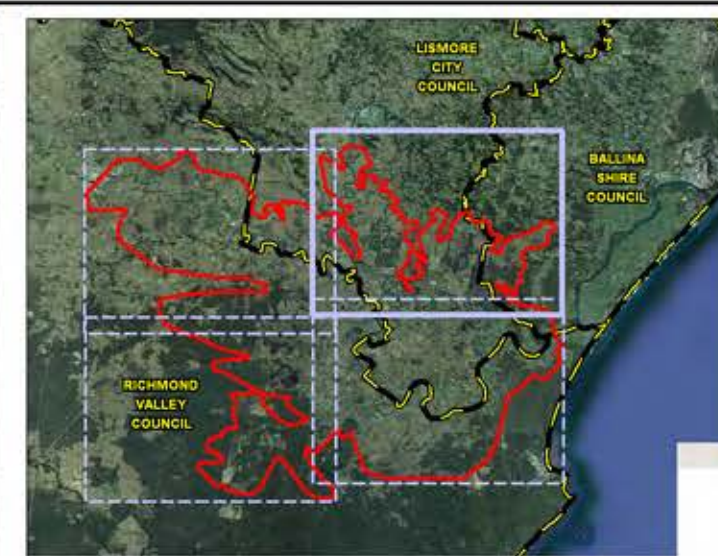 LISMORE
CITY
COUNCIL
BALLINA
SHIRE
COUNCIL
RICHMOND
VALLEY
COUNCIL